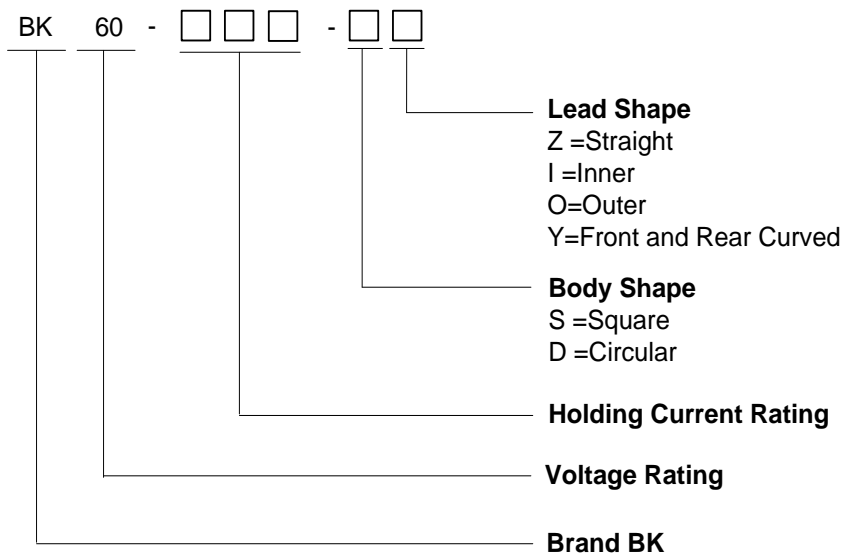 BK 60 - □ □ □ - □ □
Lead Shape
Z =Straight
I =Inner
O=Outer
Y=Front and Rear Curved
Body Shape
S =Square
D =Circular
Holding Current Rating
Voltage Rating
Brand BK